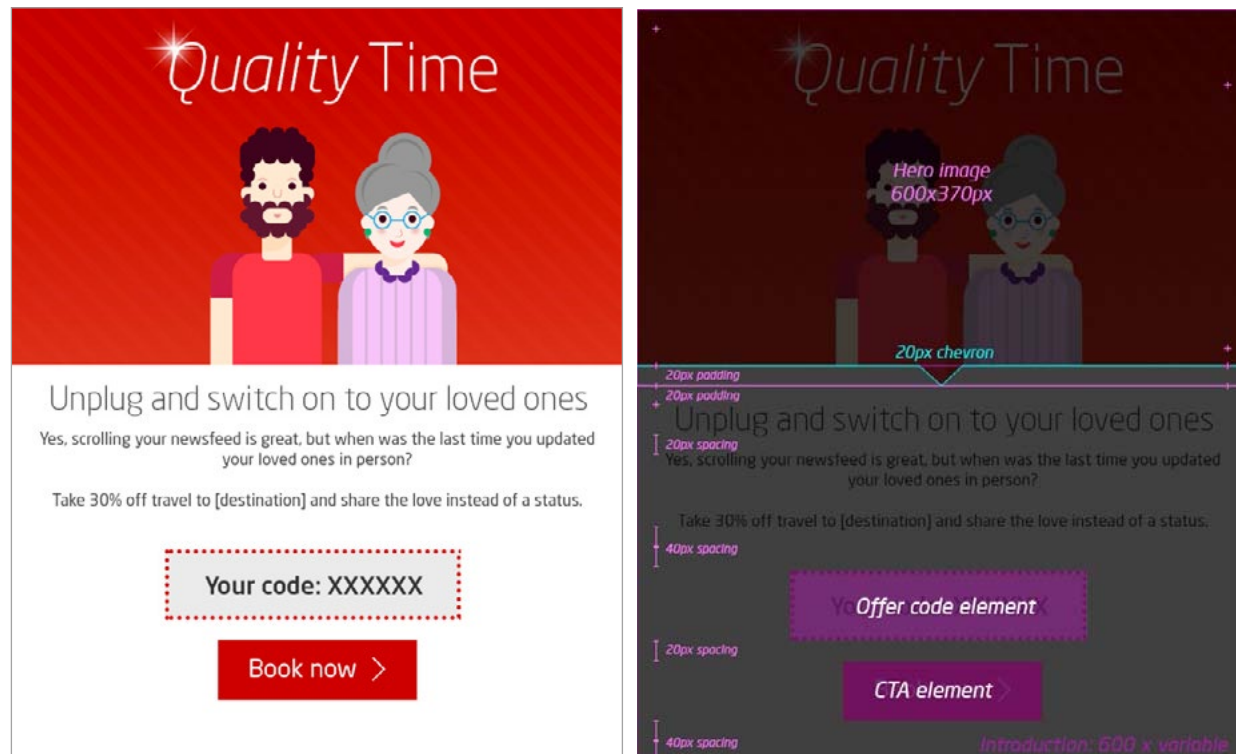 Quality Time
Unplug and switch on to your loved ones
Yes, scrolling your newsfeed is great, but when was the last time you updated
your loved ones in person?
Take 30% off travel to [destination] and share the love instead of a status.
Your code: XXXXXX
Book now
Quality Time
Hero image
600x370px
20px chevron
20px padding
20px padding
Unplug and switch on to your loved ones
20px spacing
Yes, scrolling your newsfeed is great, but when was the last time you updated
your loved ones in person?
Take 30% off travel to [destination] and share the love instead of a status.
40px spacing
Offer code element
20px spacing
CTA element
40px spacing
Introduction: 600 x variable